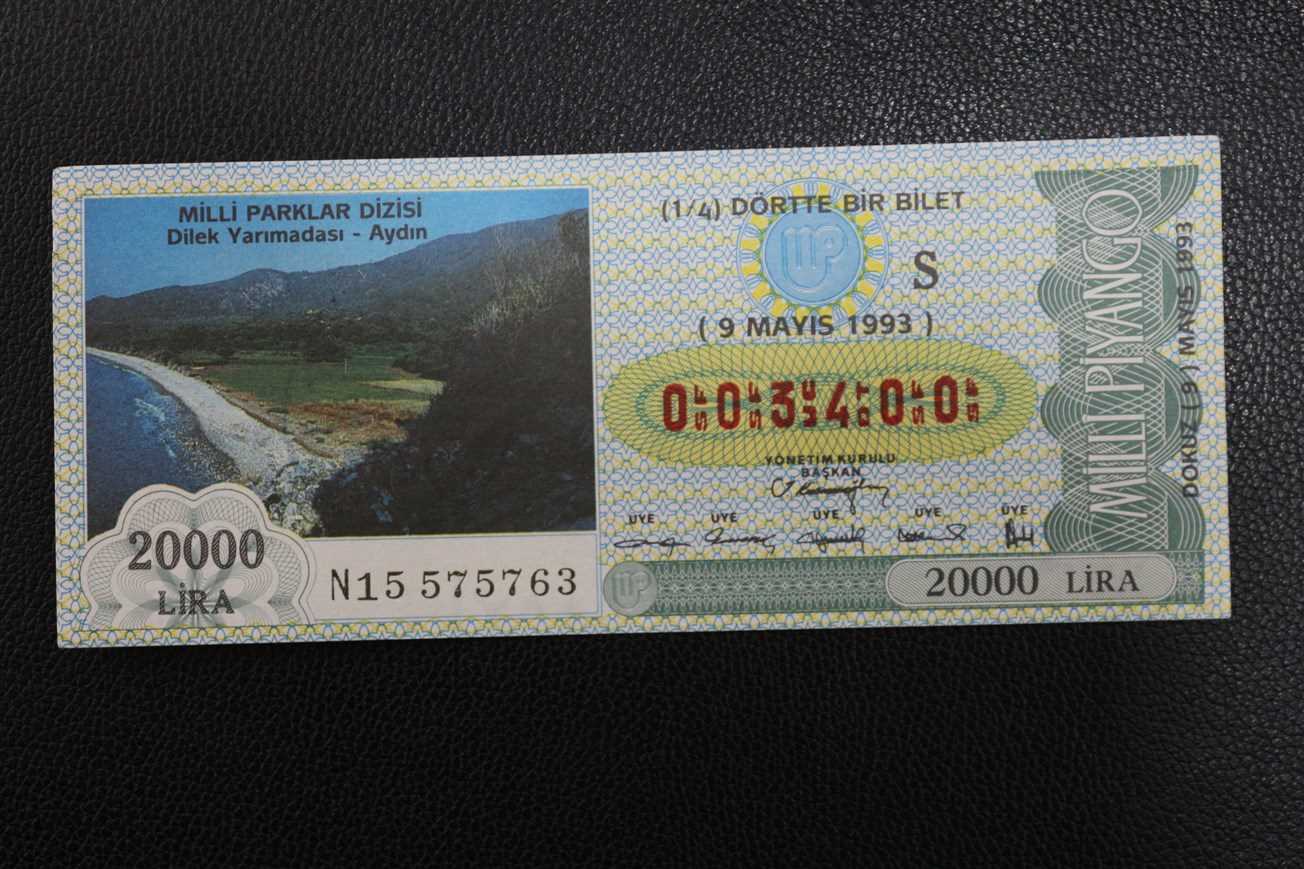 MİLLİ PARKLAR DİZİSİ
Dilek Yarımadası - Aydın
20000
LİRA
N15 575763
(1/4) DÖRTTE BİR BİLET
S
( 9 MAYIS 1993 )
0 0 3 4 0 0
YÖNETİM KURULU
BAŞKAN
ÜYE ÜYE ÜYE ÜYE ÜYE
20000 LİRA
MİLLİ PİYANGO
DOKUZ ( 9 ) MAYIS 1993